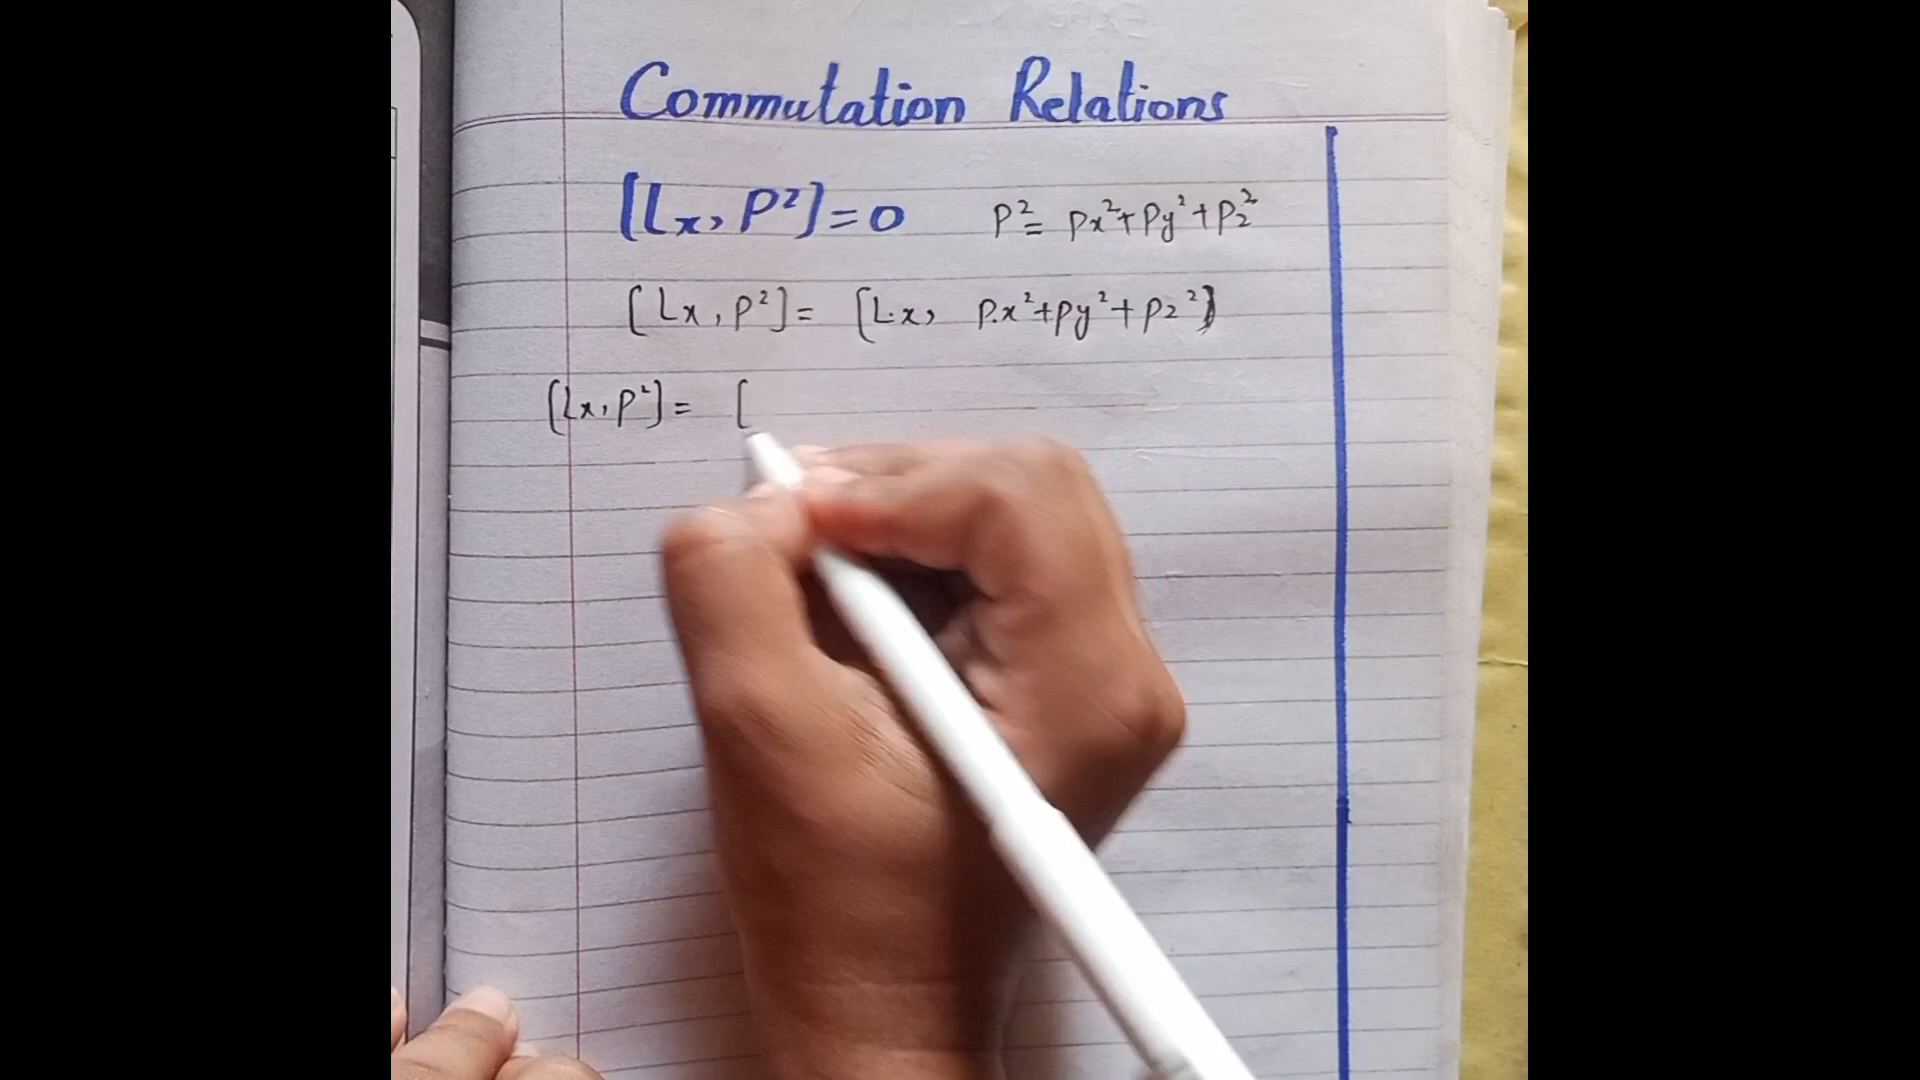 Commutation Relations
[Lx, P²] = 0 P² = Px² + Py² + Pz²
[Lx, P²] = [Lx, Px² + Py² + Pz²]
[Lx, P²] = [